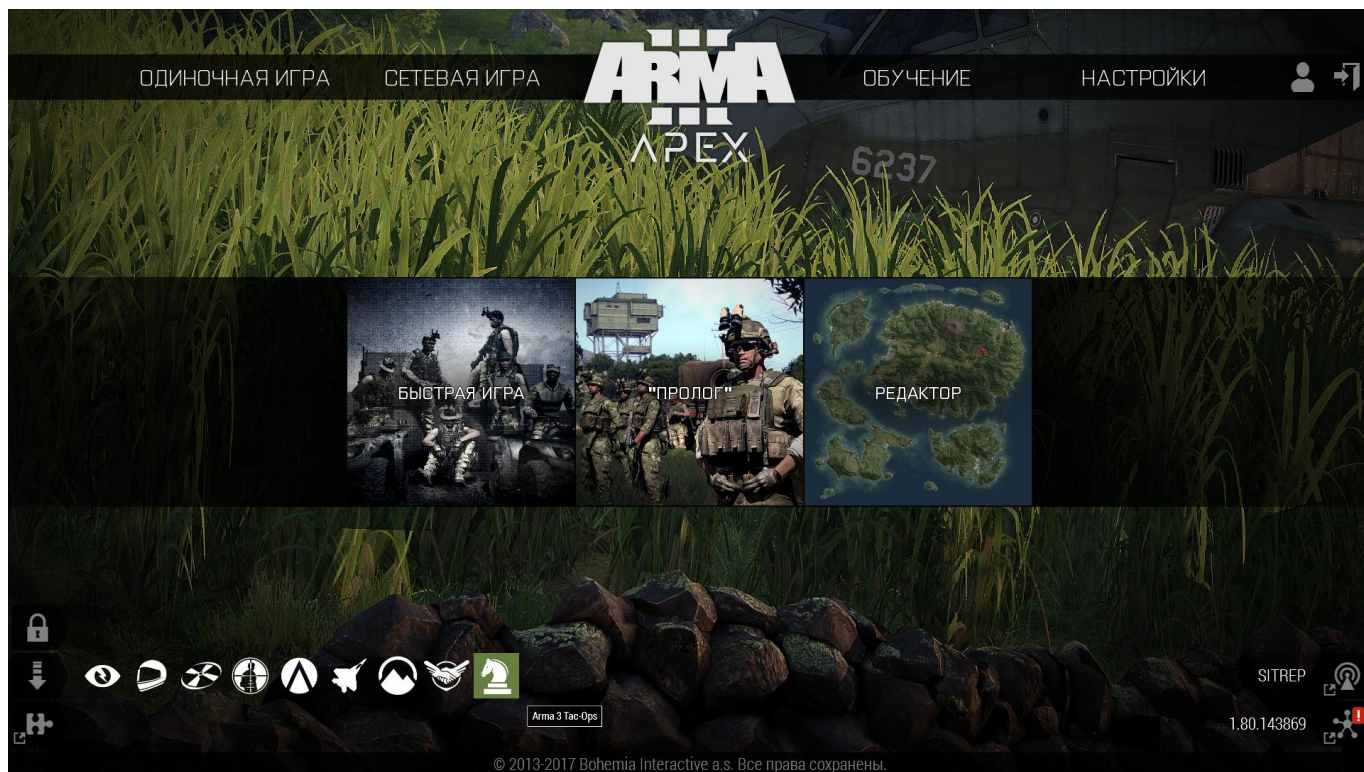 ОДИНОЧНАЯ ИГРА
СЕТЕВАЯ ИГРА
ARMA
III
APEX
ОБУЧЕНИЕ
НАСТРОЙКИ
6237
БЫСТРАЯ ИГРА
"ПРОЛОГ"
РЕДАКТОР
SITREP
Arma 3 Tac-Ops
1.80.143869
© 2013-2017 Bohemia Interactive a.s. Все права сохранены.